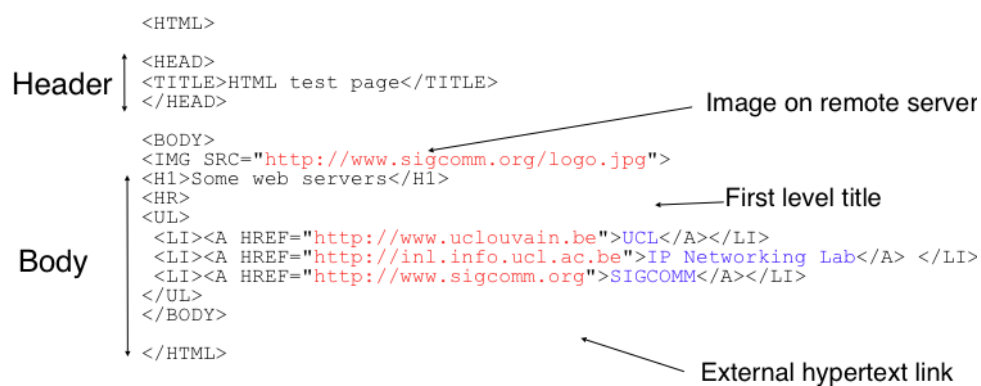 <HTML>
<HEAD>
Header
<TITLE>HTML test page</TITLE>
</HEAD>
Image on remote server
<BODY>
<IMG SRC="http://www.sigcomm.org/logo.jpg">
<H1>Some web servers</H1>
<HR>
First level title
<UL>
<LI><A HREF="http://www.uclouvain.be">UCL</A></LI>
<LI><A HREF="http://inl.info.ucl.ac.be">IP Networking Lab</A> </LI>
Body
<LI><A HREF="http://www.sigcomm.org">SIGCOMM</A></LI>
</UL>
</BODY>
</HTML>
External hypertext link